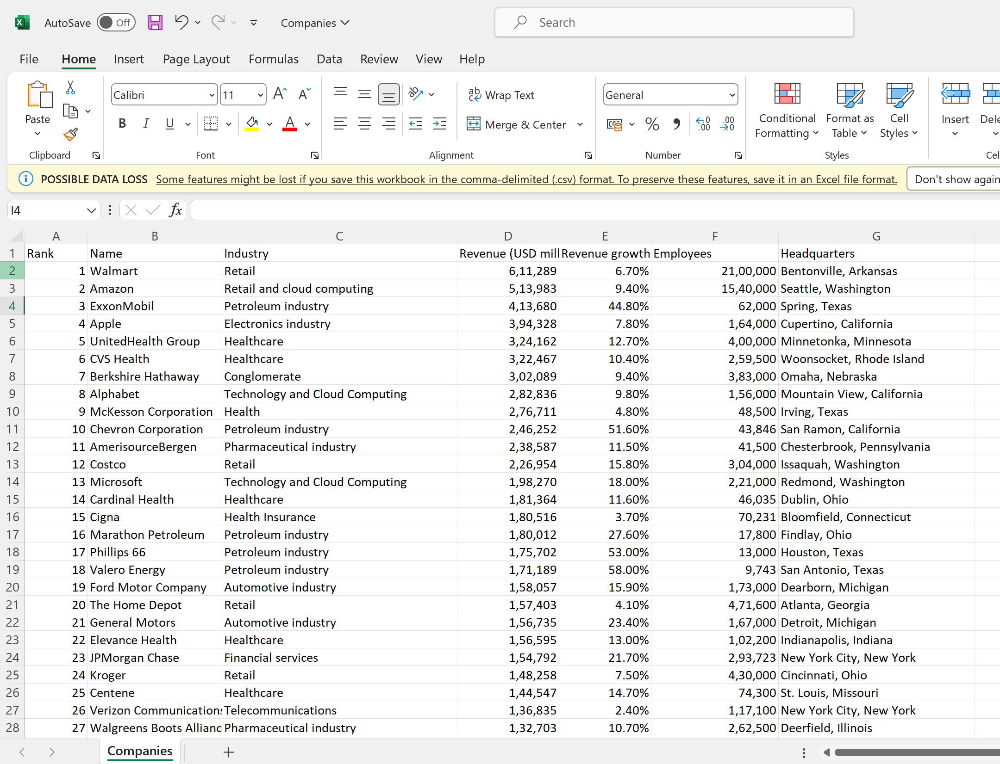 AutoSave Off Companies Search
File Home Insert Page Layout Formulas Data Review View Help
Paste Calibri 11 Wrap Text General Conditional Formatting Format as Table Cell Styles Insert Dele
B I U Merge & Center
Clipboard Font Alignment Number Styles Cel
POSSIBLE DATA LOSS Some features might be lost if you save this workbook in the comma-delimited (.csv) format. To preserve these features, save it in an Excel file format. Don't show again
I4 fx
A B C D E F G
1 Rank Name Industry Revenue (USD mill Revenue growth Employees Headquarters
2 1 Walmart Retail 6,11,289 6.70% 21,00,000 Bentonville, Arkansas
3 2 Amazon Retail and cloud computing 5,13,983 9.40% 15,40,000 Seattle, Washington
4 3 ExxonMobil Petroleum industry 4,13,680 44.80% 62,000 Spring, Texas
5 4 Apple Electronics industry 3,94,328 7.80% 1,64,000 Cupertino, California
6 5 UnitedHealth Group Healthcare 3,24,162 12.70% 4,00,000 Minnetonka, Minnesota
7 6 CVS Health Healthcare 3,22,467 10.40% 2,59,500 Woonsocket, Rhode Island
8 7 Berkshire Hathaway Conglomerate 3,02,089 9.40% 3,83,000 Omaha, Nebraska
9 8 Alphabet Technology and Cloud Computing 2,82,836 9.80% 1,56,000 Mountain View, California
10 9 McKesson Corporation Health 2,76,711 4.80% 48,500 Irving, Texas
11 10 Chevron Corporation Petroleum industry 2,46,252 51.60% 43,846 San Ramon, California
12 11 AmerisourceBergen Pharmaceutical industry 2,38,587 11.50% 41,500 Chesterbrook, Pennsylvania
13 12 Costco Retail 2,26,954 15.80% 3,04,000 Issaquah, Washington
14 13 Microsoft Technology and Cloud Computing 1,98,270 18.00% 2,21,000 Redmond, Washington
15 14 Cardinal Health Healthcare 1,81,364 11.60% 46,035 Dublin, Ohio
16 15 Cigna Health Insurance 1,80,516 3.70% 70,231 Bloomfield, Connecticut
17 16 Marathon Petroleum Petroleum industry 1,80,012 27.60% 17,800 Findlay, Ohio
18 17 Phillips 66 Petroleum industry 1,75,702 53.00% 13,000 Houston, Texas
19 18 Valero Energy Petroleum industry 1,71,189 58.00% 9,743 San Antonio, Texas
20 19 Ford Motor Company Automotive industry 1,58,057 15.90% 1,73,000 Dearborn, Michigan
21 20 The Home Depot Retail 1,57,403 4.10% 4,71,600 Atlanta, Georgia
22 21 General Motors Automotive industry 1,56,735 23.40% 1,67,000 Detroit, Michigan
23 22 Elevance Health Healthcare 1,56,595 13.00% 1,02,200 Indianapolis, Indiana
24 23 JPMorgan Chase Financial services 1,54,792 21.70% 2,93,723 New York City, New York
25 24 Kroger Retail 1,48,258 7.50% 4,30,000 Cincinnati, Ohio
26 25 Centene Healthcare 1,44,547 14.70% 74,300 St. Louis, Missouri
27 26 Verizon Communications Telecommunications 1,36,835 2.40% 1,17,100 New York City, New York
28 27 Walgreens Boots Allianc Pharmaceutical industry 1,32,703 10.70% 2,62,500 Deerfield, Illinois
Companies